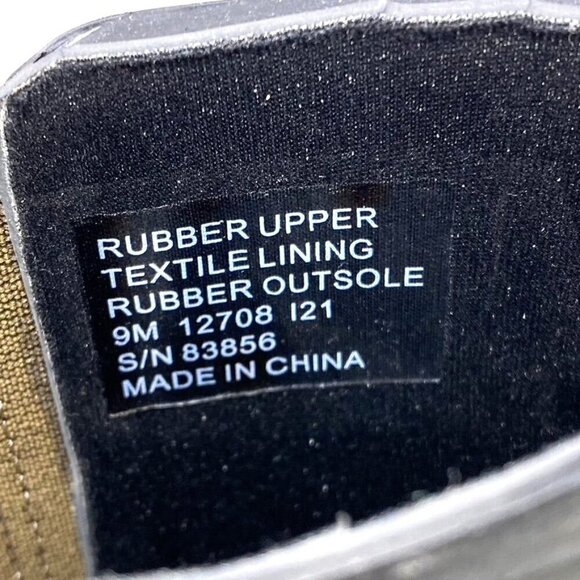 RUBBER UPPER
TEXTILE LINING
RUBBER OUTSOLE
9M 12708 I21
S/N 83856
MADE IN CHINA